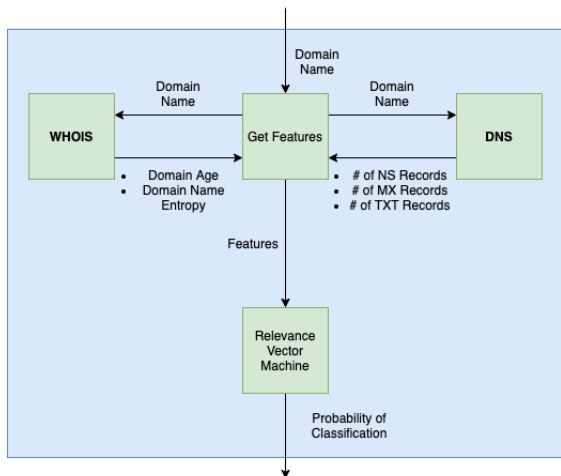 Domain
Name
Domain
Name
Domain
Name
WHOIS
Get Features
DNS
• Domain Age
• Domain Name
Entropy
• # of NS Records
• # of MX Records
• # of TXT Records
Features
Relevance
Vector
Machine
Probability of
Classification